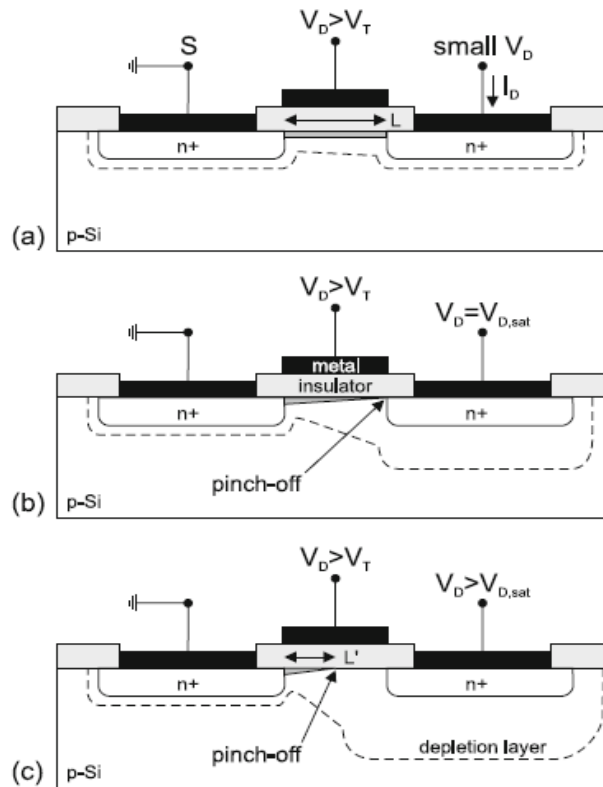 V_D>V_T
S
small V_D
I_D
L
n+
n+
(a)
p-Si
V_D>V_T
V_D=V_D,sat
metal
insulator
n+
n+
pinch-off
(b)
p-Si
V_D>V_T
V_D>V_D,sat
L'
n+
n+
pinch-off
depletion layer
(c)
p-Si